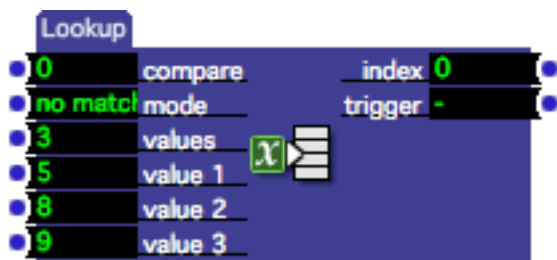 Lookup
0 compare index 0
no match mode trigger -
3 values
5 value 1
8 value 2
9 value 3
x